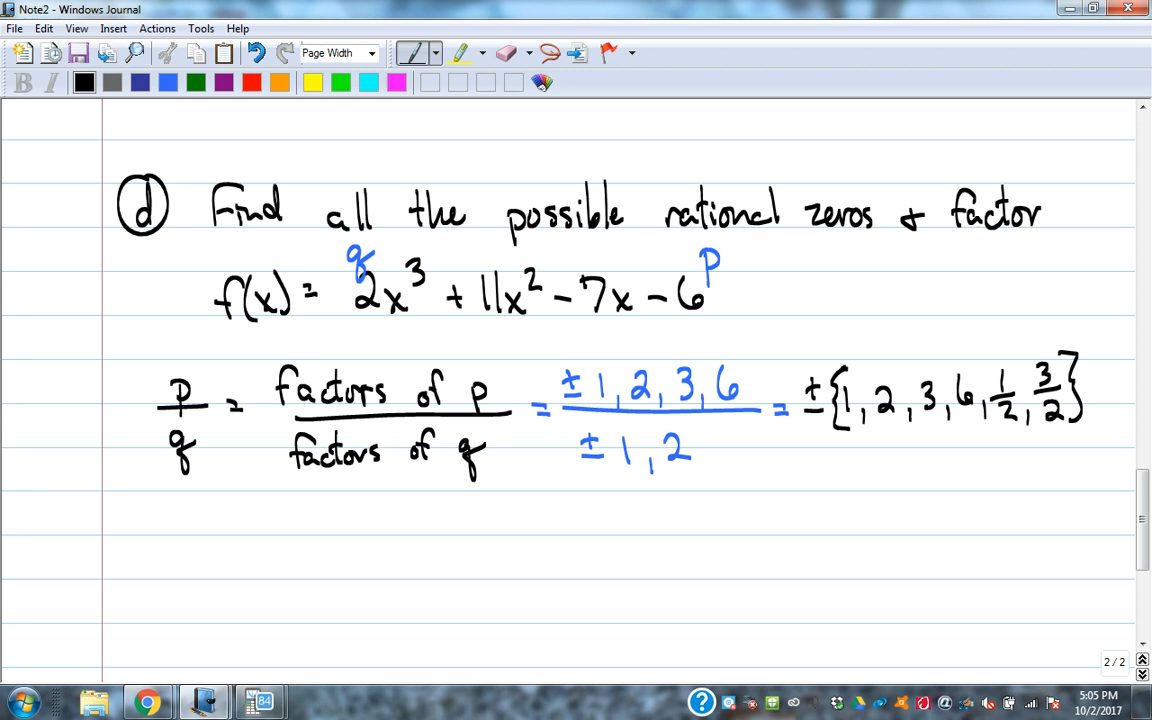 Note2 - Windows Journal
File Edit View Insert Actions Tools Help
Page Width
B I
d Find all the possible rational zeros & factor
q p
f(x) = 2x³ + 11x² - 7x - 6
p/q = factors of p / factors of q = ± 1, 2, 3, 6 / ± 1, 2 = ± {1, 2, 3, 6, 1/2, 3/2}
2 / 2
84
5:05 PM
10/2/2017